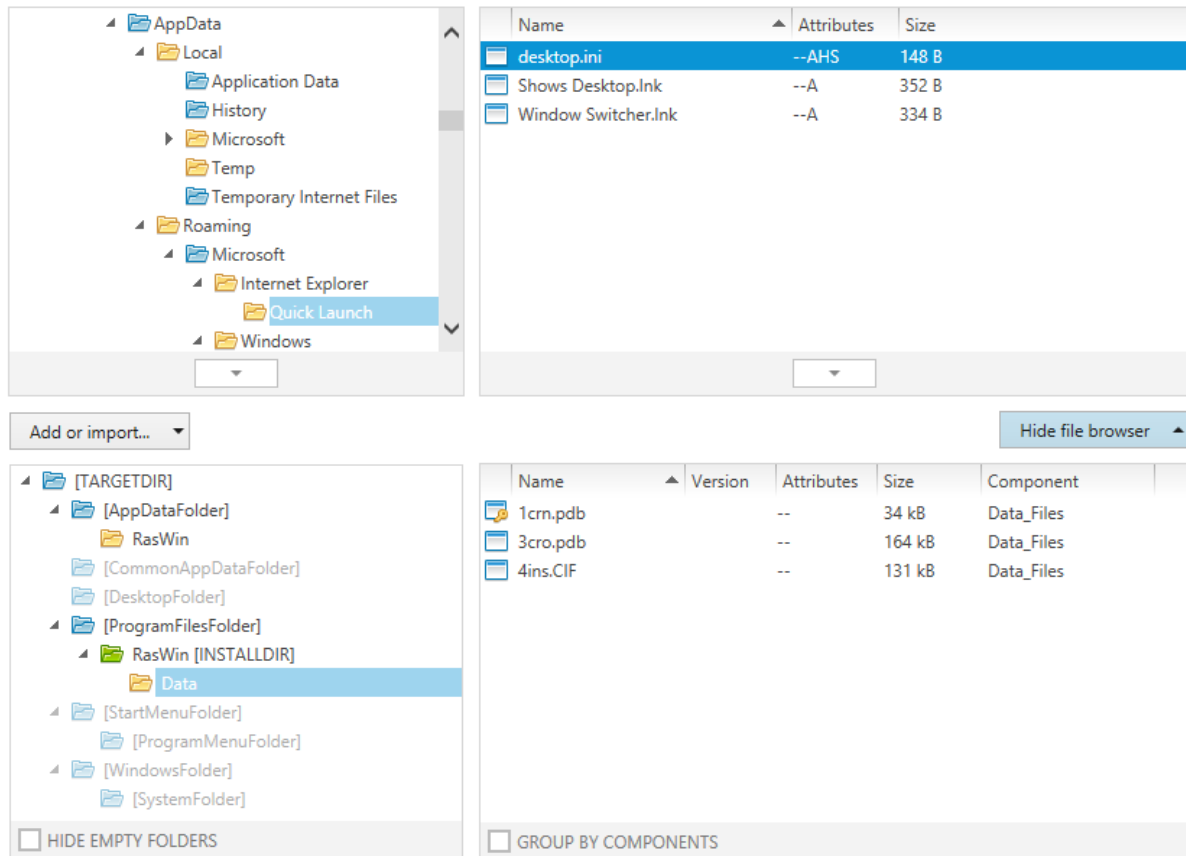 AppData
Local
Application Data
History
Microsoft
Temp
Temporary Internet Files
Roaming
Microsoft
Internet Explorer
Quick Launch
Windows
Name Attributes Size
desktop.ini --AHS 148 B
Shows Desktop.lnk --A 352 B
Window Switcher.lnk --A 334 B
Add or import...
Hide file browser
[TARGETDIR]
[AppDataFolder]
RasWin
[CommonAppDataFolder]
[DesktopFolder]
[ProgramFilesFolder]
RasWin [INSTALLDIR]
Data
[StartMenuFolder]
[ProgramMenuFolder]
[WindowsFolder]
[SystemFolder]
HIDE EMPTY FOLDERS
Name Version Attributes Size Component
1crn.pdb -- 34 kB Data_Files
3cro.pdb -- 164 kB Data_Files
4ins.CIF -- 131 kB Data_Files
GROUP BY COMPONENTS